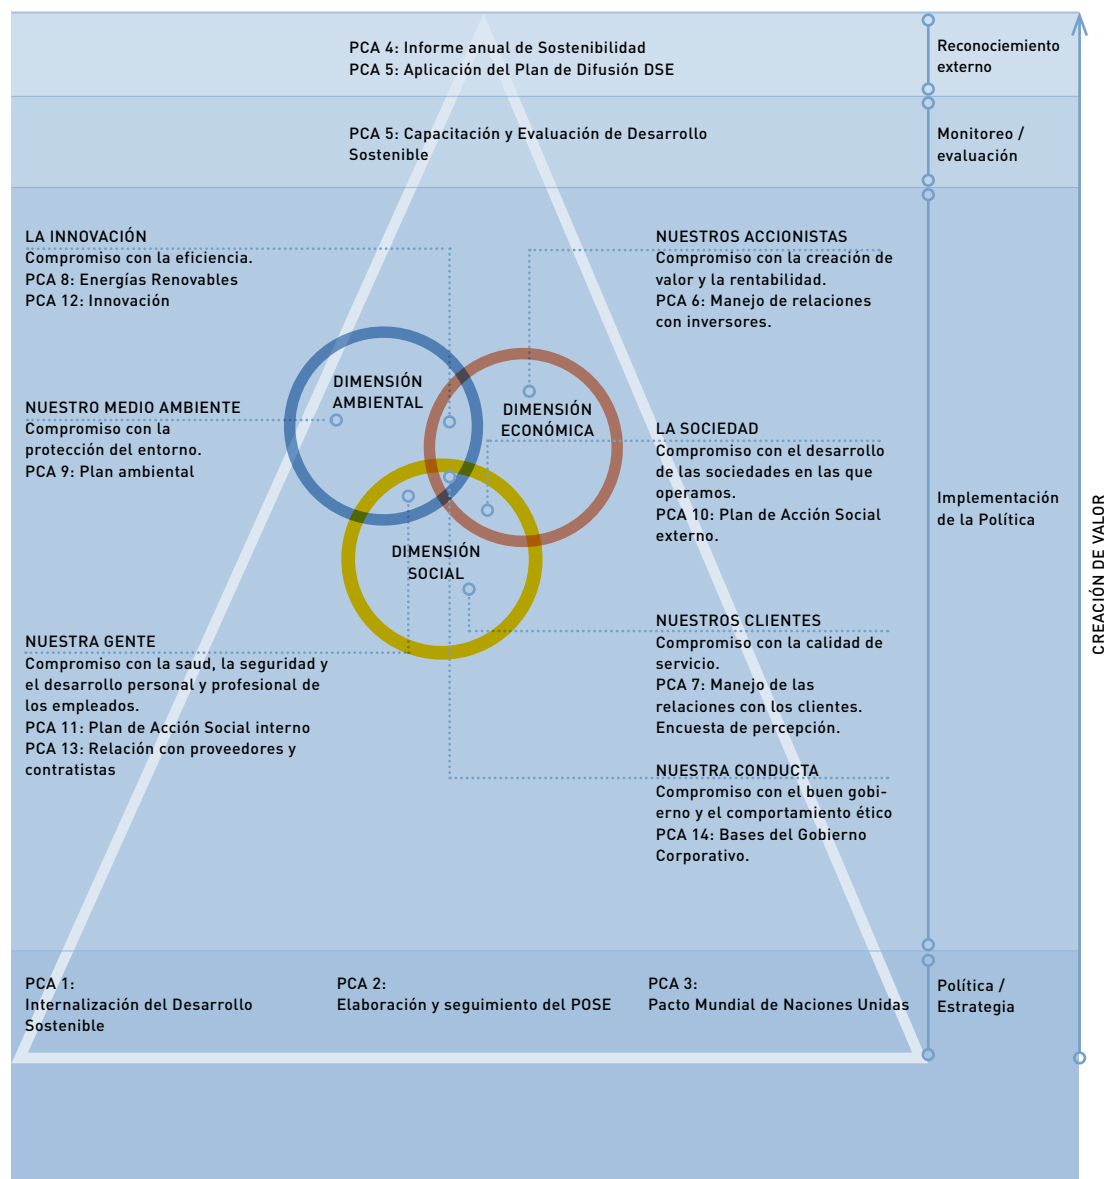 PCA 4: Informe anual de Sostenibilidad
PCA 5: Aplicación del Plan de Difusión DSE
Reconociemiento
externo
PCA 5: Capacitación y Evaluación de Desarrollo
Sostenible
Monitoreo /
evaluación
LA INNOVACIÓN
Compromiso con la eficiencia.
PCA 8: Energías Renovables
PCA 12: Innovación
NUESTROS ACCIONISTAS
Compromiso con la creación de
valor y la rentabilidad.
PCA 6: Manejo de relaciones
con inversores.
DIMENSIÓN
AMBIENTAL
DIMENSIÓN
ECONÓMICA
DIMENSIÓN
SOCIAL
NUESTRO MEDIO AMBIENTE
Compromiso con la
protección del entorno.
PCA 9: Plan ambiental
LA SOCIEDAD
Compromiso con el desarrollo
de las sociedades en las que
operamos.
PCA 10: Plan de Acción Social
externo.
Implementación
de la Política
CREACIÓN DE VALOR
NUESTRA GENTE
Compromiso con la saud, la seguridad y
el desarrollo personal y profesional de
los empleados.
PCA 11: Plan de Acción Social interno
PCA 13: Relación con proveedores y
contratistas
NUESTROS CLIENTES
Compromiso con la calidad de
servicio.
PCA 7: Manejo de las
relaciones con los clientes.
Encuesta de percepción.
NUESTRA CONDUCTA
Compromiso con el buen gobi-
erno y el comportamiento ético
PCA 14: Bases del Gobierno
Corporativo.
PCA 1:
Internalización del Desarrollo
Sostenible
PCA 2:
Elaboración y seguimiento del POSE
PCA 3:
Pacto Mundial de Naciones Unidas
Política /
Estrategia